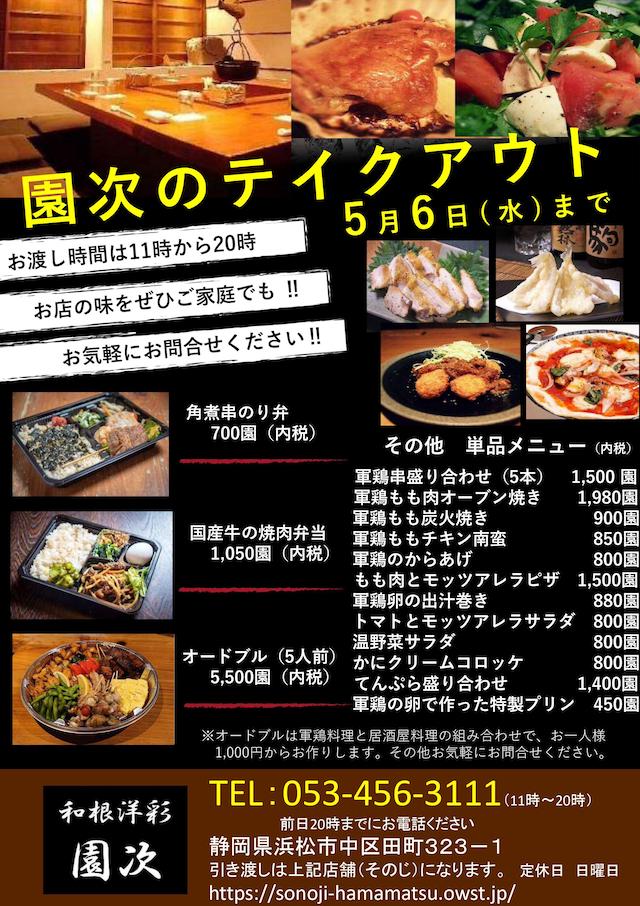 園次のテイクアウト
5月6日(水)まで
お渡し時間は11時から20時
お店の味をぜひご家庭でも !!
お気軽にお問合せください!!
角煮串のり弁
700園（内税）
国産牛の焼肉弁当
1,050園（内税）
オードブル（5人前）
5,500園（内税）
その他 単品メニュー（内税）
軍鶏串盛り合わせ（5本） 1,500 園
軍鶏もも肉オーブン焼き 1,980園
軍鶏もも炭火焼き 900園
軍鶏ももチキン南蛮 850園
軍鶏のからあげ 800園
もも肉とモッツアレラピザ 1,500園
軍鶏卵の出汁巻き 880園
トマトとモッツアレラサラダ 800園
温野菜サラダ 800園
かにクリームコロッケ 800園
てんぷら盛り合わせ 1,400園
軍鶏の卵で作った特製プリン 450園
※オードブルは軍鶏料理と居酒屋料理の組み合わせで、お一人様
1,000円からお作りします。その他お気軽にお問合せください。
和根洋彩
園次
TEL：053-456-3111（11時～20時）
前日20時までにお電話ください
静岡県浜松市中区田町323－1
引き渡しは上記店舗（そのじ）になります。 定休日 日曜日
https://sonoji-hamamatsu.owst.jp/